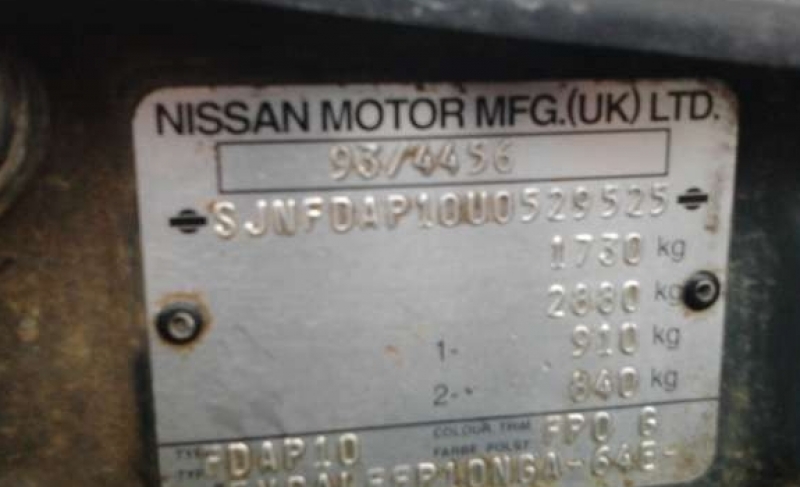 NISSAN MOTOR MFG.(UK) LTD.
93/4456
SJNFDAP10U0529525
1730 kg
2880 kg
1- 910 kg
2- 840 kg
COLOUR TRIM
FARBE POLST
FP0 G
FDAP10